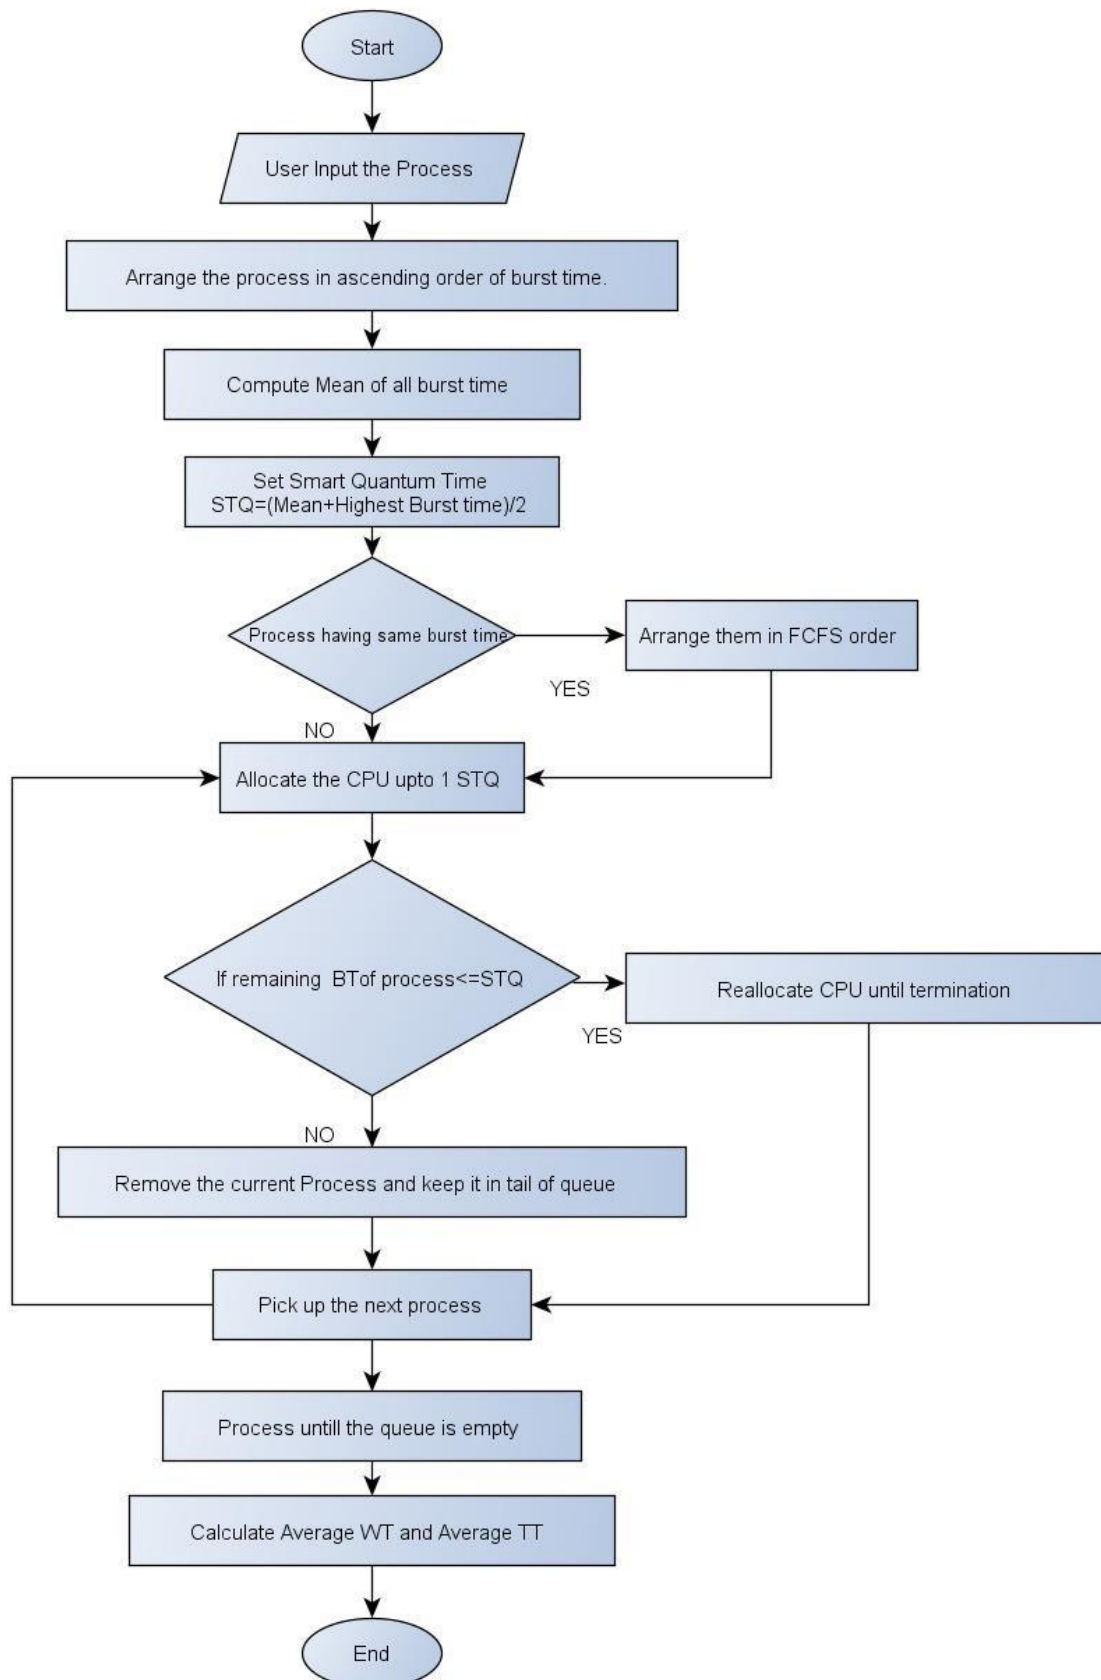 Start
User Input the Process
Arrange the process in ascending order of burst time.
Compute Mean of all burst time
Set Smart Quantum Time
STQ=(Mean+Highest Burst time)/2
Process having same burst time
Arrange them in FCFS order
YES
NO
Allocate the CPU upto 1 STQ
If remaining BTof process<=STQ
Reallocate CPU until termination
YES
NO
Remove the current Process and keep it in tail of queue
Pick up the next process
Process untill the queue is empty
Calculate Average WT and Average TT
End